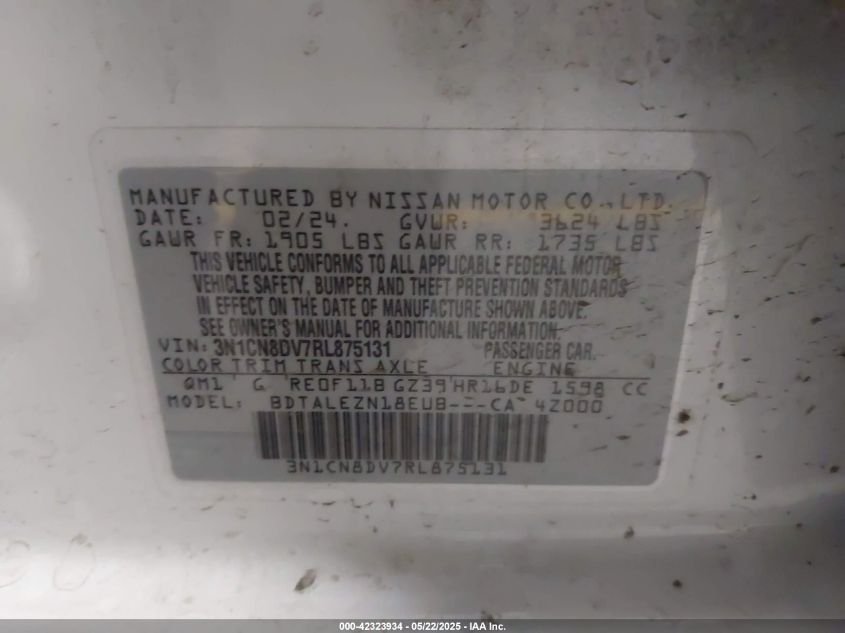 MANUFACTURED BY NISSAN MOTOR CO., LTD.
DATE: 02/24. GVWR: 3624 LBS
GAWR FR: 1905 LBS GAWR RR: 1735 LBS
THIS VEHICLE CONFORMS TO ALL APPLICABLE FEDERAL MOTOR
VEHICLE SAFETY, BUMPER AND THEFT PREVENTION STANDARDS
IN EFFECT ON THE DATE OF MANUFACTURE SHOWN ABOVE.
SEE OWNER'S MANUAL FOR ADDITIONAL INFORMATION.
VIN: 3N1CN8DV7RL875131 PASSENGER CAR.
COLOR TRIM TRANS AXLE ENGINE
QM1 G RE0F11B GZ39 HR16DE 1598 CC
MODEL: BDTALEZN18EUB---CA 4Z000
3N1CN8DV7RL875131
000-42323934 - 05/22/2025 - IAA Inc.